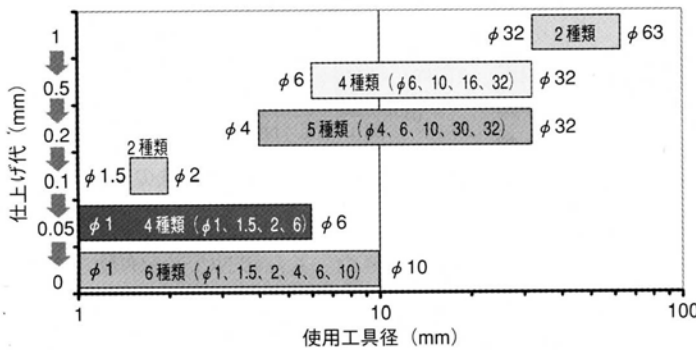 仕上げ代 (mm)
1
0.5
0.2
0.1
0.05
0
φ32 2種類 φ63
φ6 4種類 (φ6、10、16、32) φ32
φ4 5種類 (φ4、6、10、30、32) φ32
2種類
φ1.5 φ2
φ1 4種類 (φ1、1.5、2、6) φ6
φ1 6種類 (φ1、1.5、2、4、6、10) φ10
1 10 100
使用工具径 (mm)